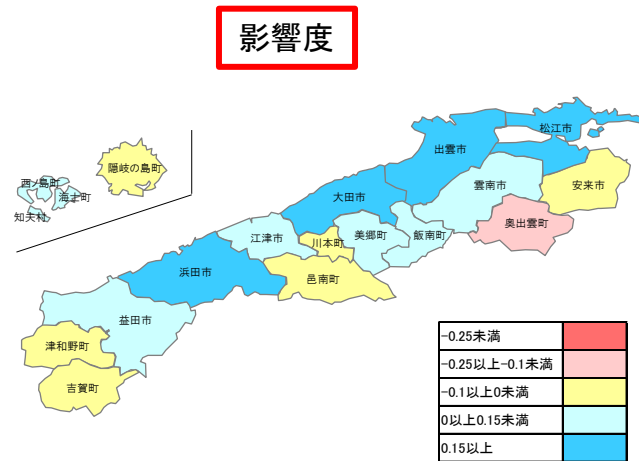 影響度
松江市
出雲市
隠岐の島町
西ノ島町
海士町
知夫村
雲南市
安来市
大田市
奥出雲町
江津市
美郷町
飯南町
川本町
浜田市
邑南町
益田市
津和野町
吉賀町
-0.25未満
-0.25以上-0.1未満
-0.1以上0未満
0以上0.15未満
0.15以上